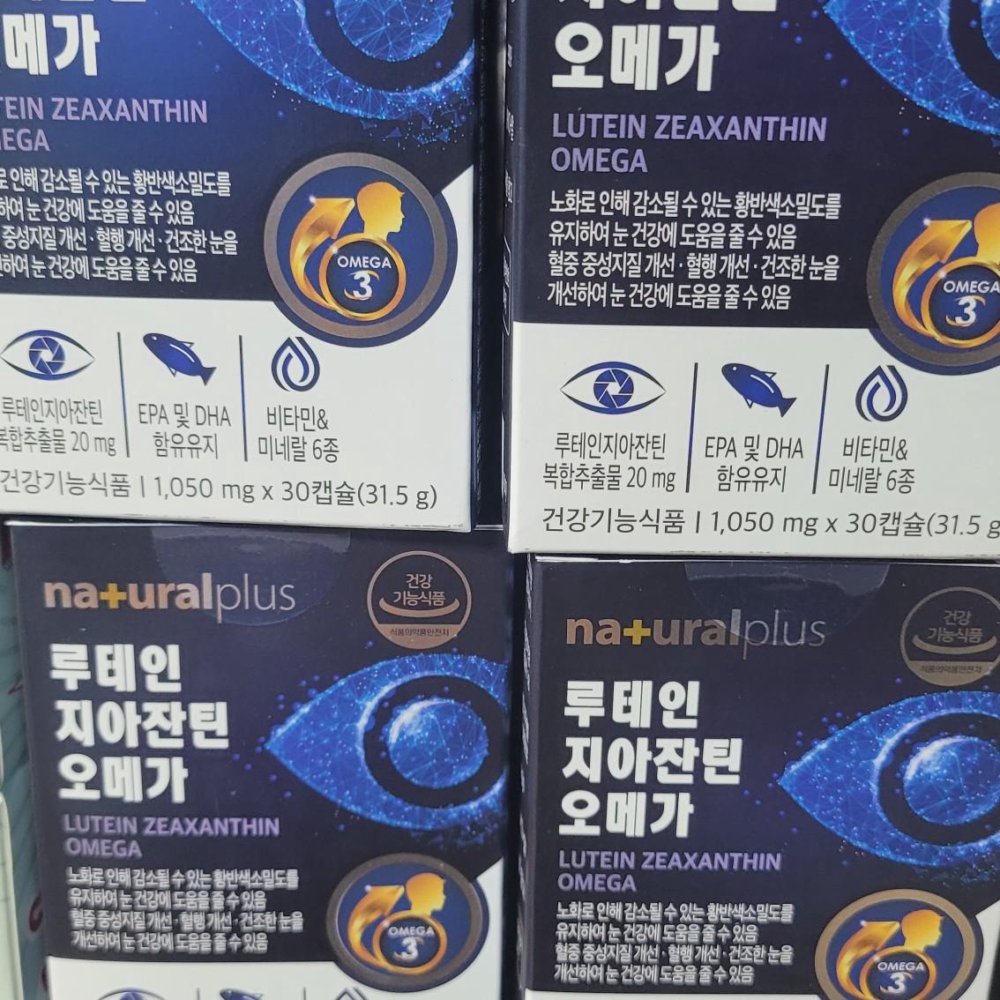 메가
TEIN ZEAXANTHIN
EGA
로 인해 감소될 수 있는 황반색소밀도를
하여 눈 건강에 도움을 줄 수 있음
중성지질 개선 · 혈행 개선 · 건조한 눈을
하여 눈 건강에 도움을 줄 수 있음
OMEGA
3
루테인지아잔틴
복합추출물 20 mg
EPA 및 DHA
함유유지
비타민&
미네랄 6종
건강기능식품 | 1,050 mg x 30캡슐(31.5 g)
오메가
LUTEIN ZEAXANTHIN
OMEGA
노화로 인해 감소될 수 있는 황반색소밀도를
유지하여 눈 건강에 도움을 줄 수 있음
혈중 중성지질 개선 · 혈행 개선 · 건조한 눈을
개선하여 눈 건강에 도움을 줄 수 있음
OMEGA
3
루테인지아잔틴
복합추출물 20 mg
EPA 및 DHA
함유유지
비타민&
미네랄 6종
건강기능식품 | 1,050 mg x 30캡슐(31.5 g
na+uralplus
건강
기능식품
식품의약품안전처
루테인
지아잔틴
오메가
LUTEIN ZEAXANTHIN
OMEGA
노화로 인해 감소될 수 있는 황반색소밀도를
유지하여 눈 건강에 도움을 줄 수 있음
혈중 중성지질 개선 · 혈행 개선 · 건조한 눈을
개선하여 눈 건강에 도움을 줄 수 있음
OMEGA
3
na+uralplus
건강
기능식품
식품의약품안전처
루테인
지아잔틴
오메가
LUTEIN ZEAXANTHIN
OMEGA
노화로 인해 감소될 수 있는 황반색소밀도를
유지하여 눈 건강에 도움을 줄 수 있음
혈중 중성지질 개선 · 혈행 개선 · 건조한 눈을
개선하여 눈 건강에 도움을 줄 수 있음
OMEGA
3